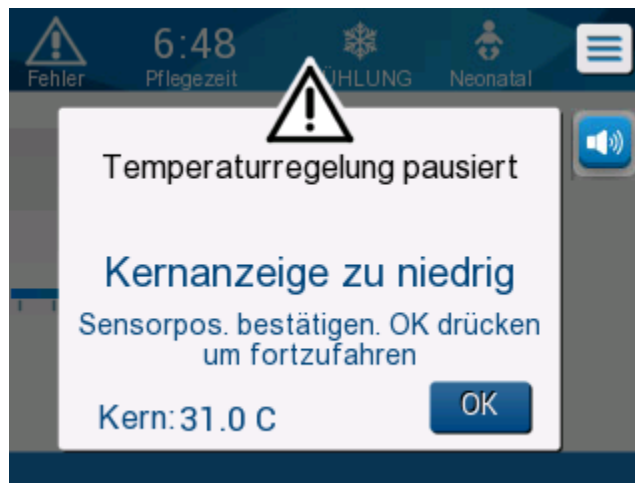 6:48
Fehler
Pflegezeit
ÜHLUNG
Neonatal
Temperaturregelung pausiert
Kernanzeige zu niedrig
Sensorpos. bestätigen. OK drücken
um fortzufahren
Kern: 31.0 C
OK